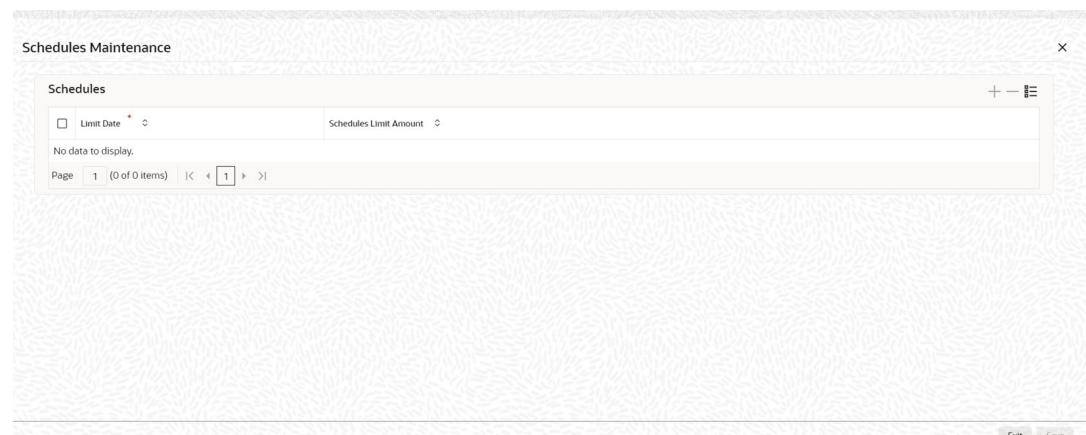 Schedules Maintenance
Schedules
Limit Date * Schedules Limit Amount
No data to display.
Page 1 (0 of 0 items) 1